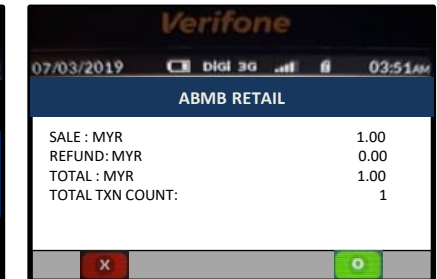 Verifone
07/03/2019 DIGI 3G 03:51AM
ABMB RETAIL
SALE : MYR 1.00
REFUND: MYR 0.00
TOTAL : MYR 1.00
TOTAL TXN COUNT: 1
X O